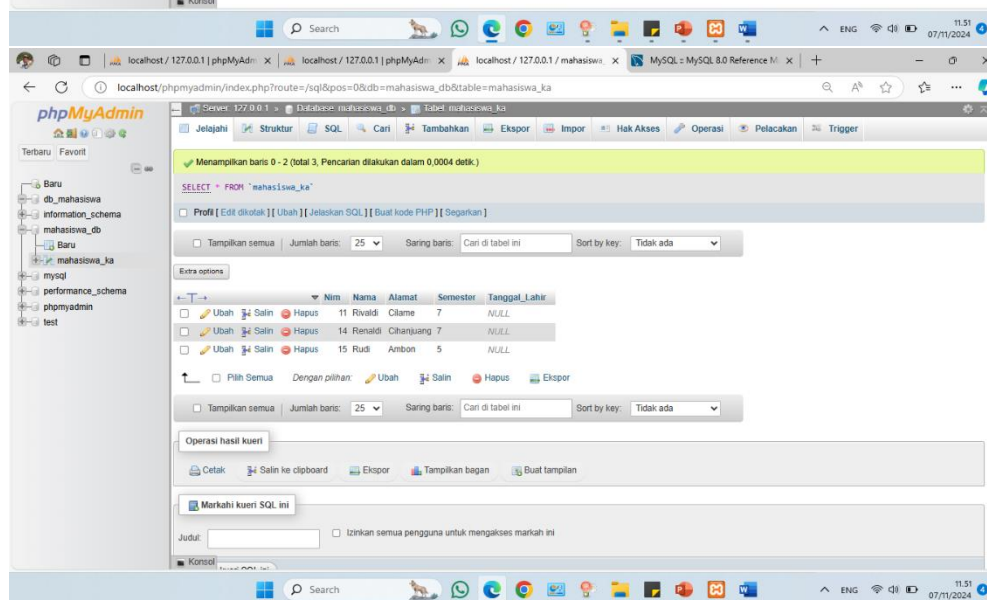 Konsol
Search
ENG
11.51
07/11/2024
localhost / 127.0.0.1 | phpMyAdm
localhost / 127.0.0.1 | phpMyAdm
localhost / 127.0.0.1 / mahasiswa_
MySQL :: MySQL 8.0 Reference M
localhost/phpmyadmin/index.php?route=/sql&pos=0&db=mahasiswa_db&table=mahasiswa_ka
phpMyAdmin
Terbaru Favorit
Baru
db_mahasiswa
information_schema
mahasiswa_db
Baru
mahasiswa_ka
mysql
performance_schema
phpmyadmin
test
Server: 127.0.0.1 » Database: mahasiswa_db » Tabel: mahasiswa_ka
Jelajahi Struktur SQL Cari Tambahkan Ekspor Impor Hak Akses Operasi Pelacakan Trigger
Menampilkan baris 0 - 2 (total 3, Pencarian dilakukan dalam 0,0004 detik.)
SELECT * FROM `mahasiswa_ka`
Profil [ Edit dikotak ] [ Ubah ] [ Jelaskan SQL ] [ Buat kode PHP ] [ Segarkan ]
Tampilkan semua | Jumlah baris: 25 Saring baris: Cari di tabel ini Sort by key: Tidak ada
Extra options
←T→ Nim Nama Alamat Semester Tanggal_Lahir
Ubah Salin Hapus 11 Rivaldi Cilame 7 NULL
Ubah Salin Hapus 14 Renaldi Cihanjuang 7 NULL
Ubah Salin Hapus 15 Rudi Ambon 5 NULL
Pilih Semua Dengan pilihan: Ubah Salin Hapus Ekspor
Tampilkan semua | Jumlah baris: 25 Saring baris: Cari di tabel ini Sort by key: Tidak ada
Operasi hasil kueri
Cetak Salin ke clipboard Ekspor Tampilkan bagan Buat tampilan
Markahi kueri SQL ini
Judul: Izinkan semua pengguna untuk mengakses markah ini
Konsol
Search
ENG
11.51
07/11/2024